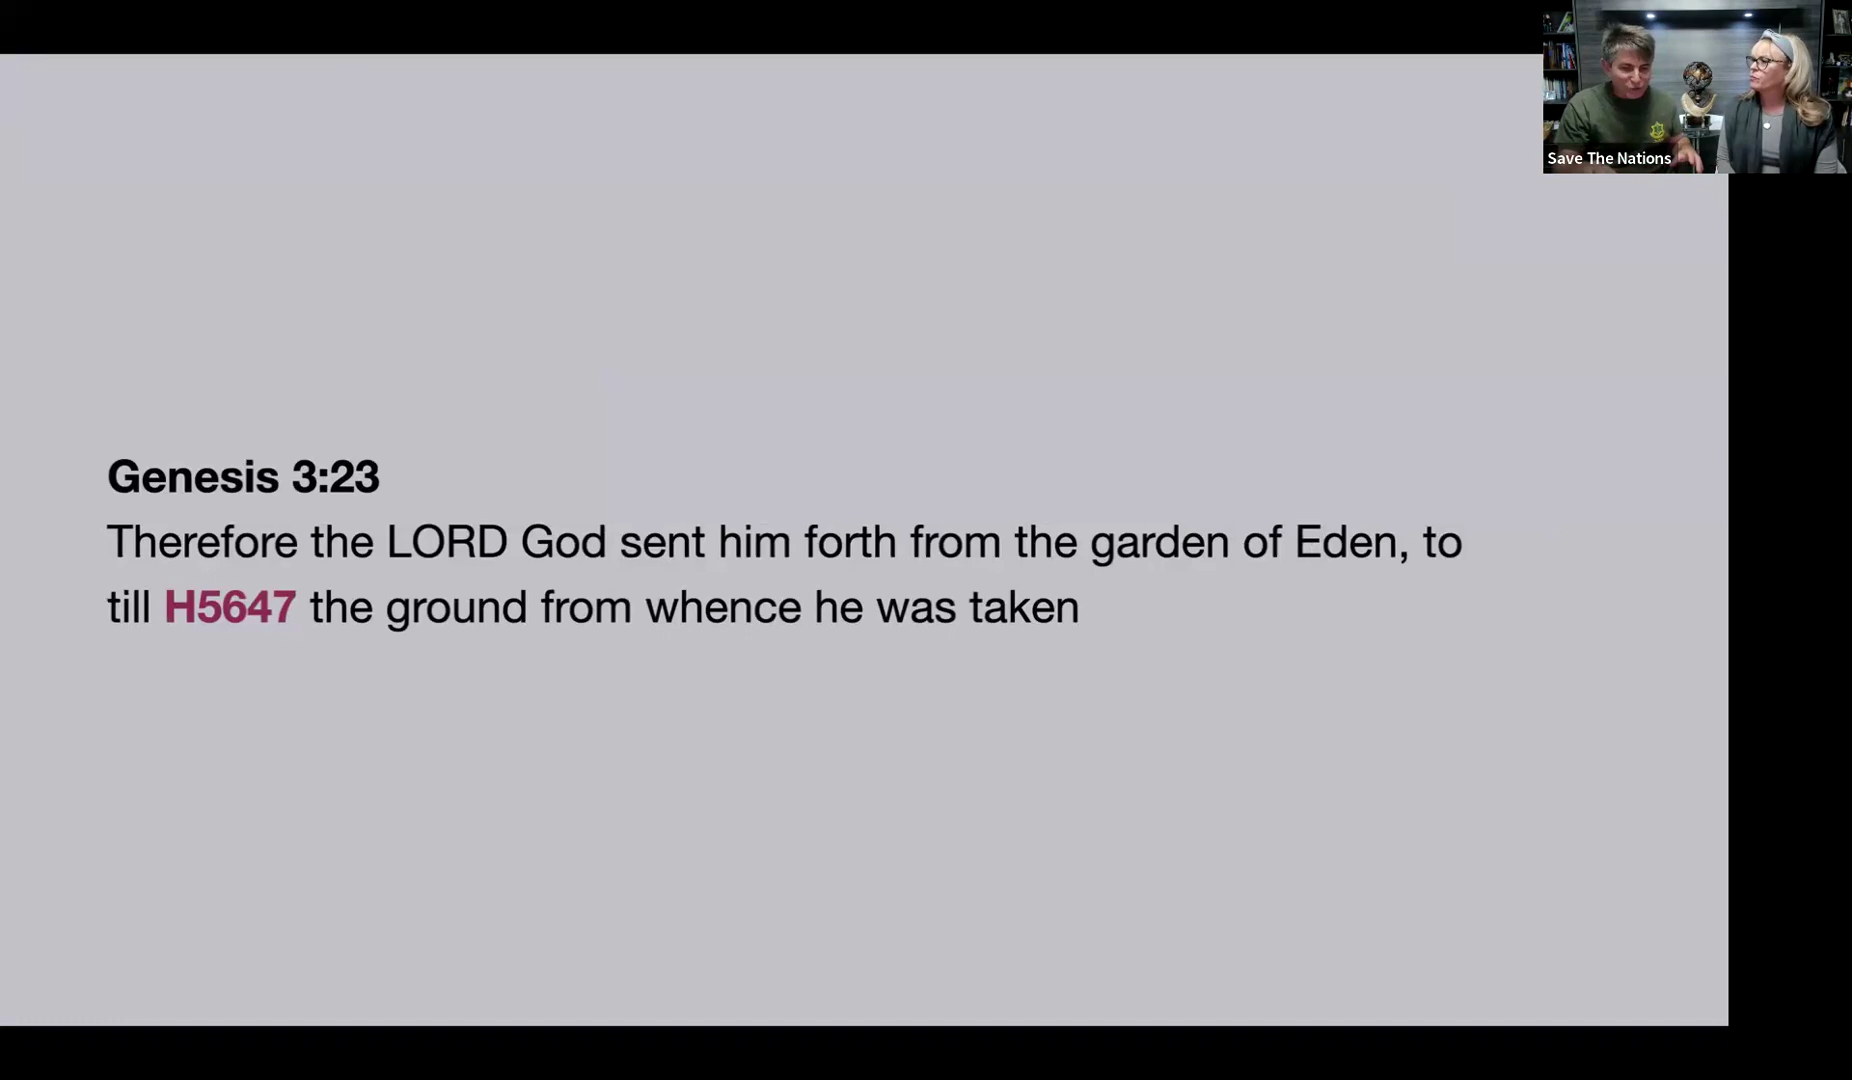 Save The Nations
Genesis 3:23
Therefore the LORD God sent him forth from the garden of Eden, to
till H5647 the ground from whence he was taken